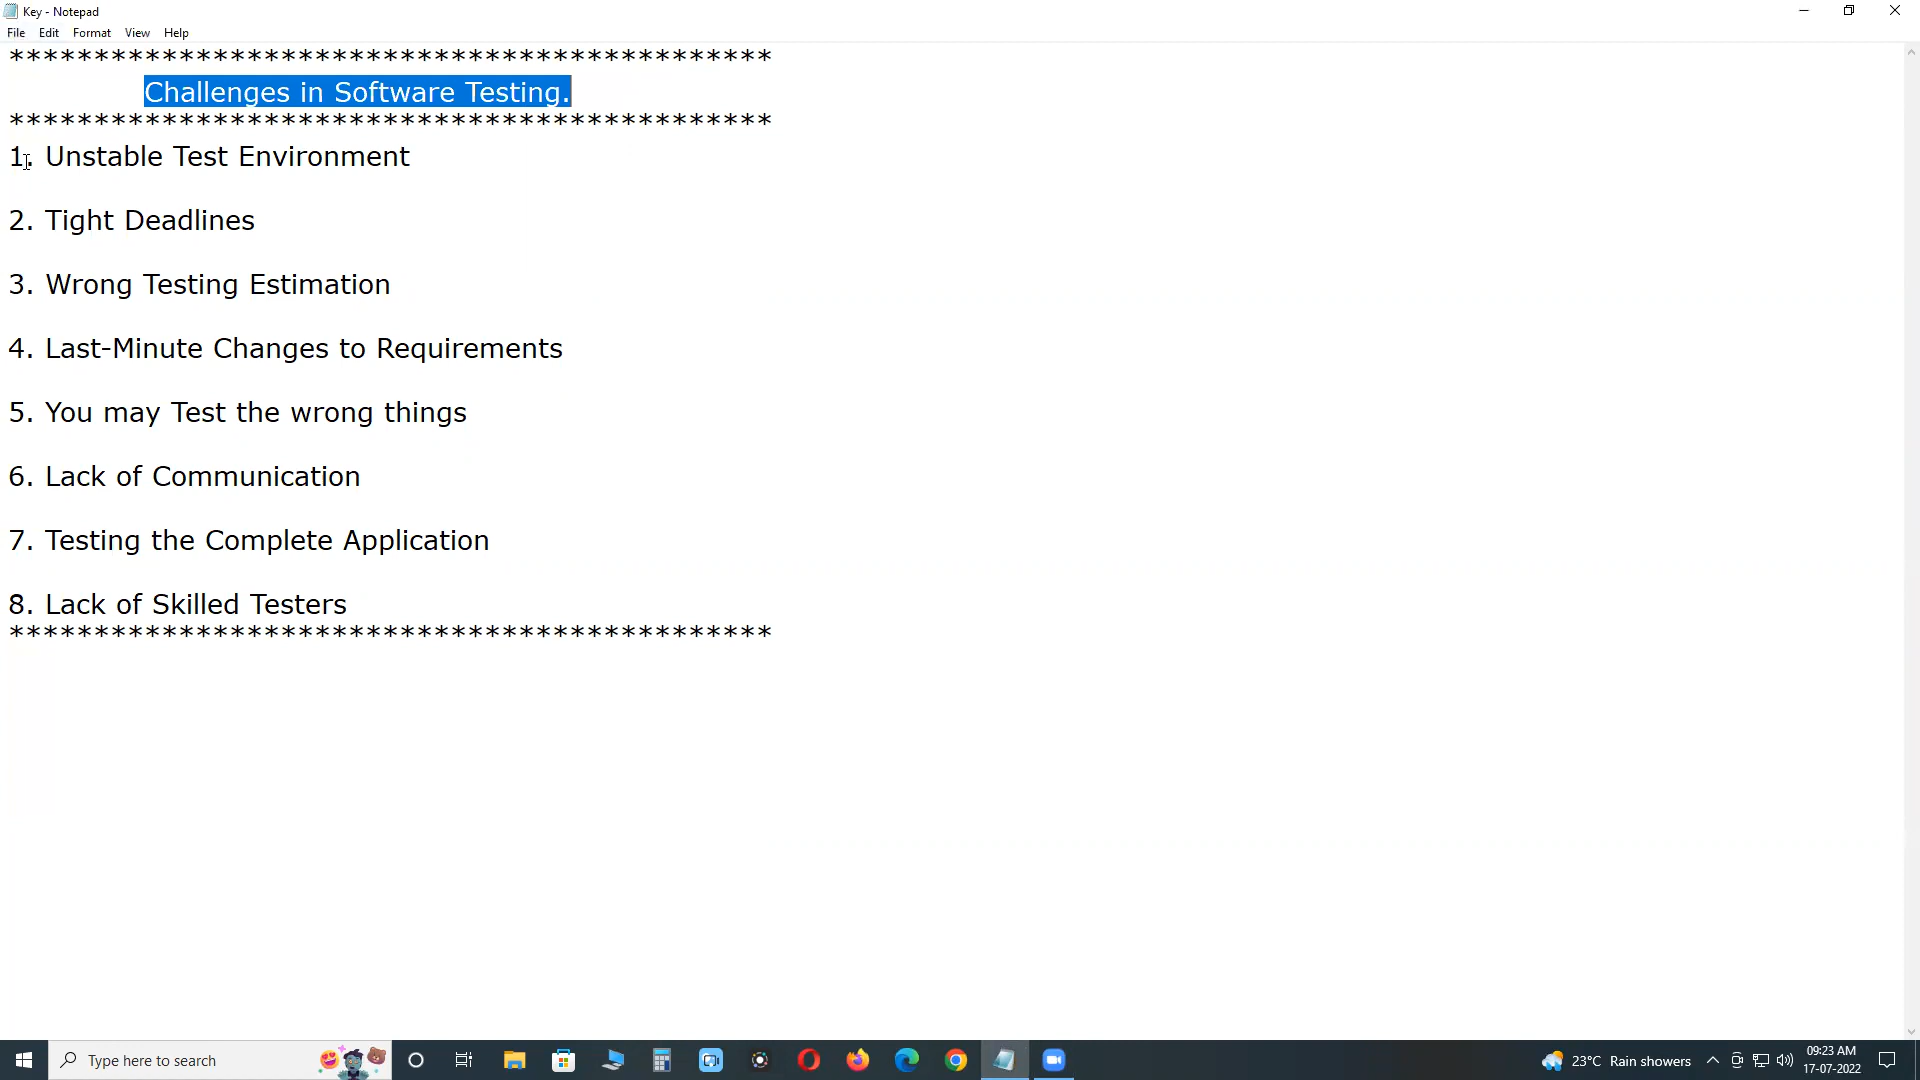 Key - Notepad
File Edit Format View Help
*********************************************
Challenges in Software Testing.
*********************************************
1. Unstable Test Environment
2. Tight Deadlines
3. Wrong Testing Estimation
4. Last-Minute Changes to Requirements
5. You may Test the wrong things
6. Lack of Communication
7. Testing the Complete Application
8. Lack of Skilled Testers
*********************************************
Type here to search
23°C Rain showers
09:23 AM
17-07-2022